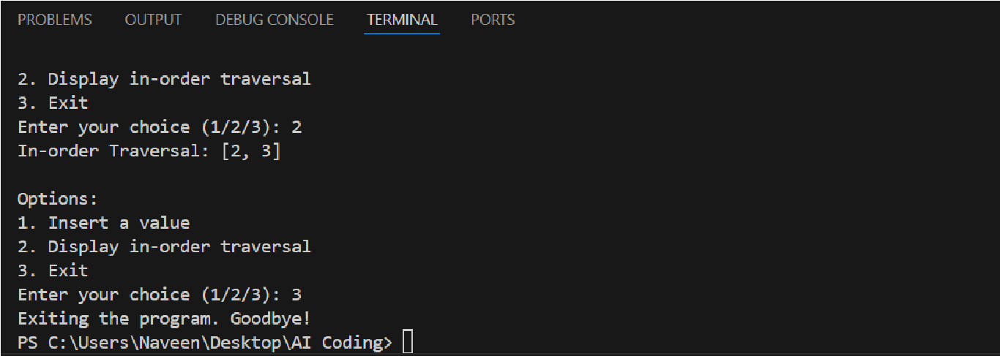 PROBLEMS OUTPUT DEBUG CONSOLE TERMINAL PORTS
2. Display in-order traversal
3. Exit
Enter your choice (1/2/3): 2
In-order Traversal: [2, 3]
Options:
1. Insert a value
2. Display in-order traversal
3. Exit
Enter your choice (1/2/3): 3
Exiting the program. Goodbye!
PS C:\Users\Naveen\Desktop\AI Coding>